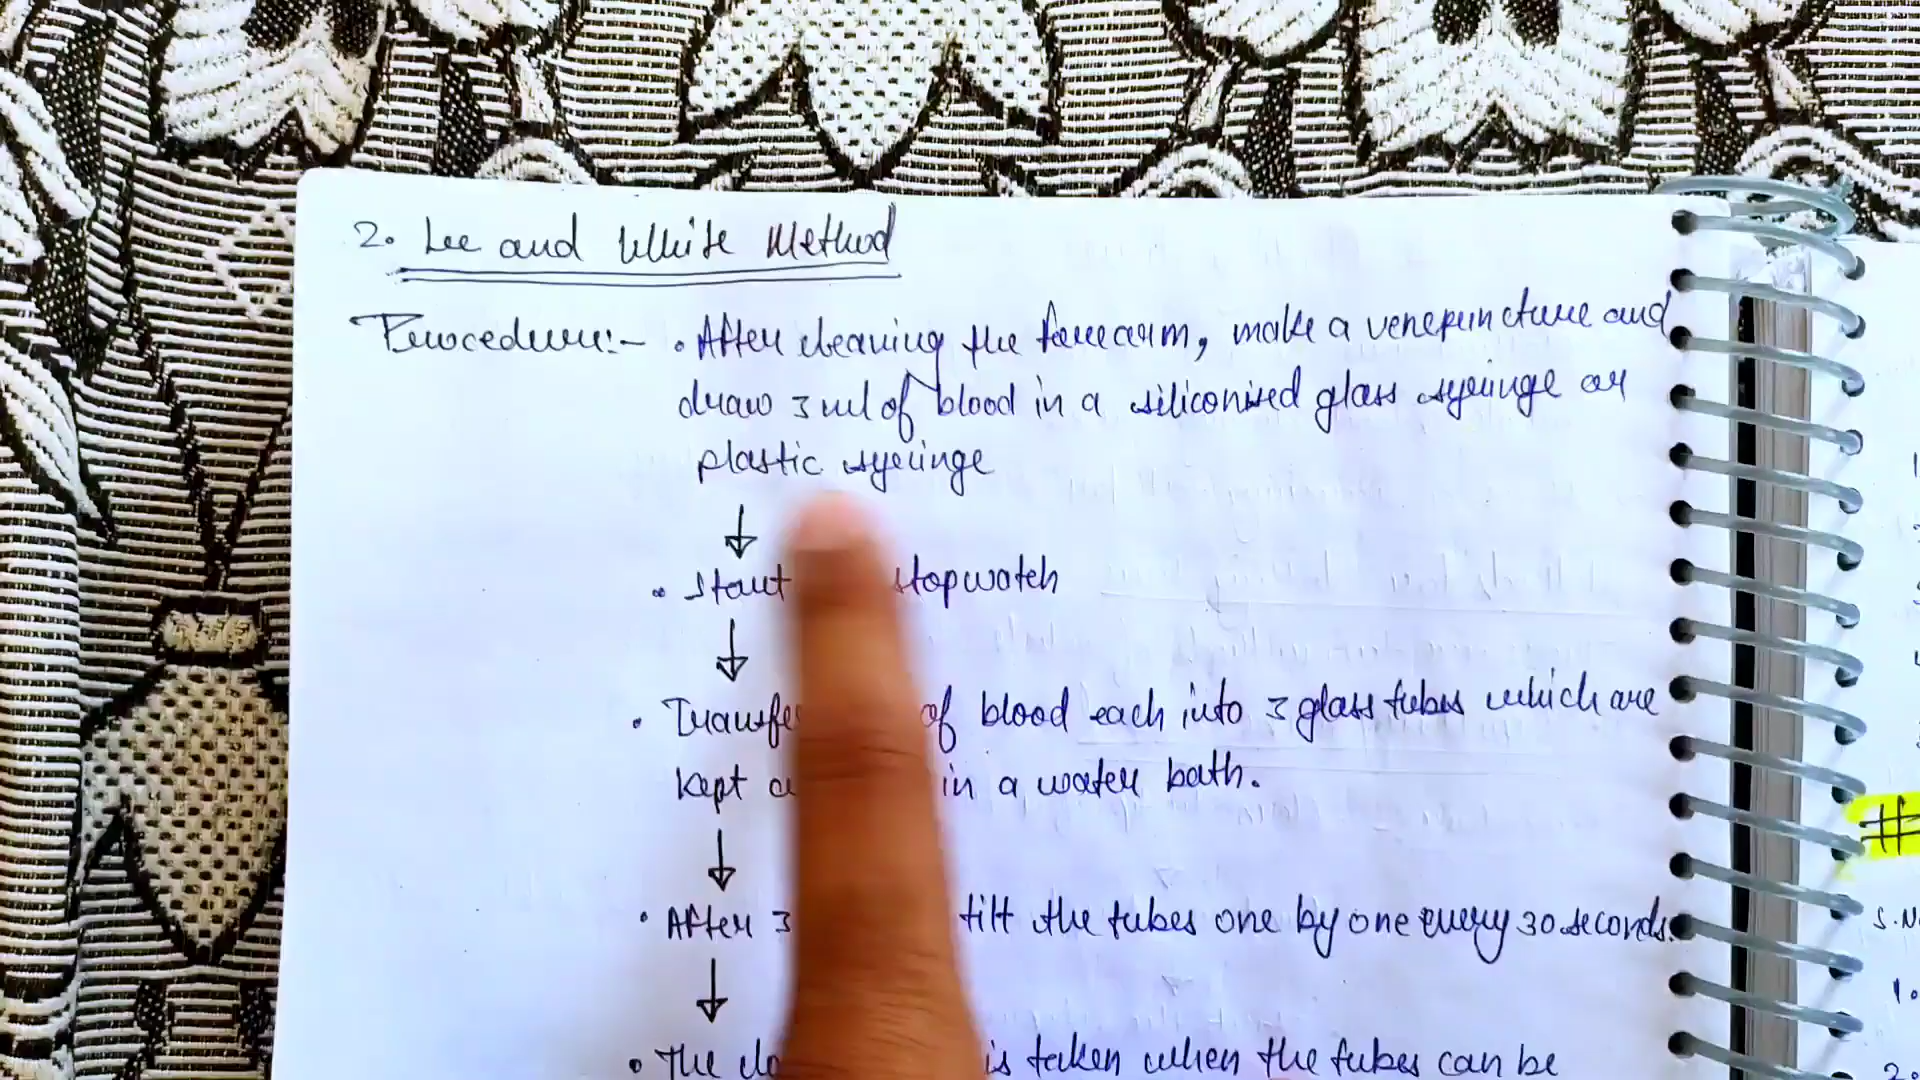 2. Lee and White Method
Procedure:- • After cleaning the forearm, make a venepuncture and
draw 3 ml of blood in a siliconised glass syringe or
plastic syringe
• Start stopwatch
• Transfer of blood each into 3 glass tubes which are
kept in a water bath.
• After 3 tilt the tubes one by one every 30 seconds.
• The is taken when the tubes can be
#
S.No
1.
2.